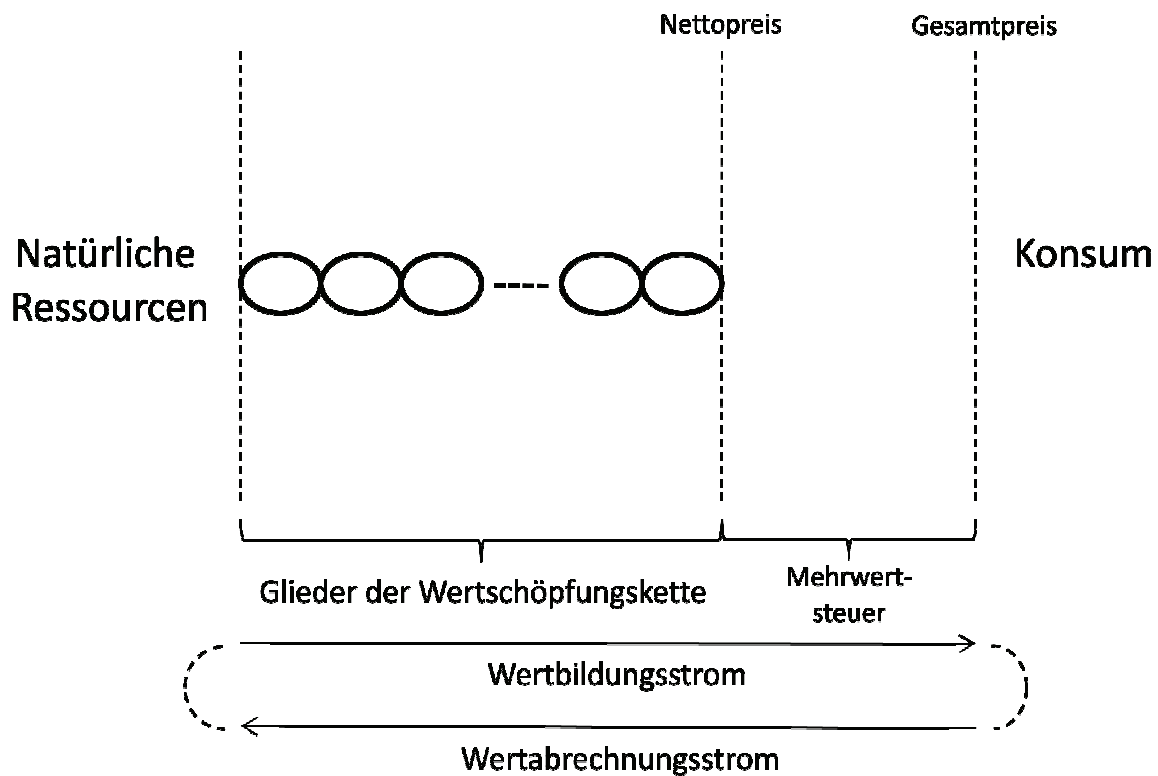 Nettopreis
Gesamtpreis
Natürliche
Ressourcen
Konsum
Glieder der Wertschöpfungskette
Mehrwert-
steuer
Wertbildungsstrom
Wertabrechnungsstrom